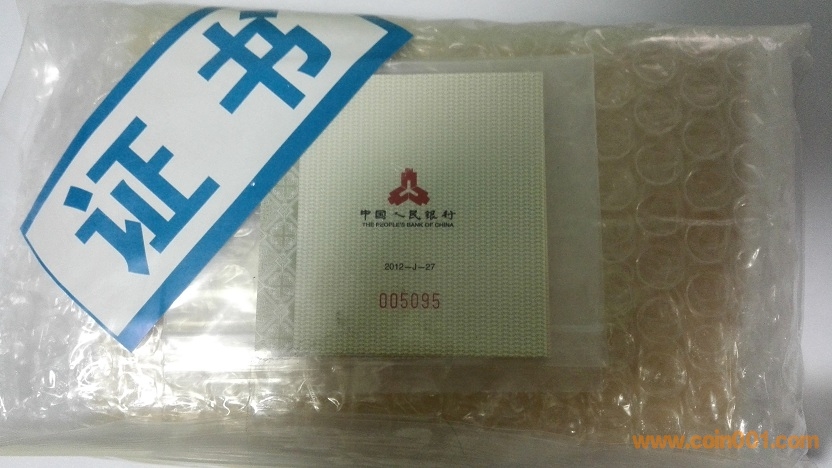 证书
中国人民银行
THE PEOPLE'S BANK OF CHINA
2012-J-27
005095
www.coin001.com